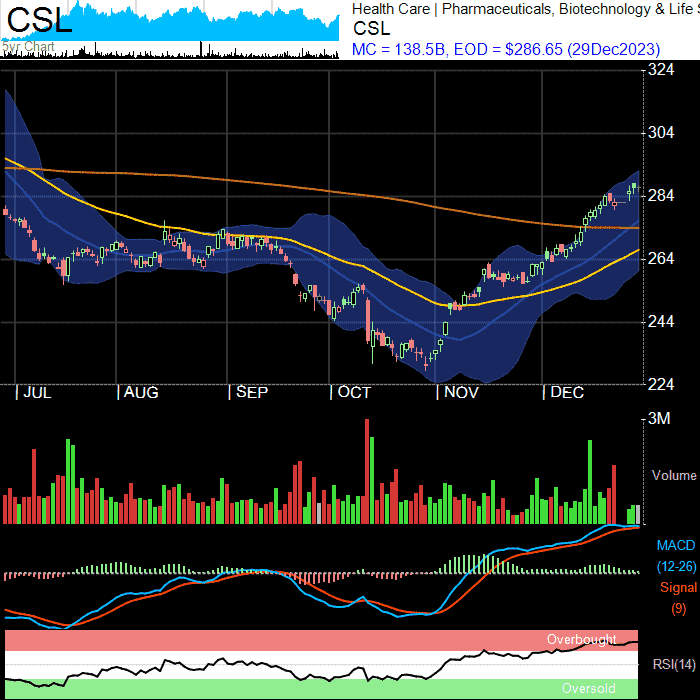 CSL
5yr Chart
Health Care | Pharmaceuticals, Biotechnology & Life S
CSL
MC = 138.5B, EOD = $286.65 (29Dec2023)
324
304
284
264
244
224
| JUL | AUG | SEP | OCT | NOV | DEC
3M
Volume
MACD
(12-26)
Signal
(9)
Overbought
RSI(14)
Oversold